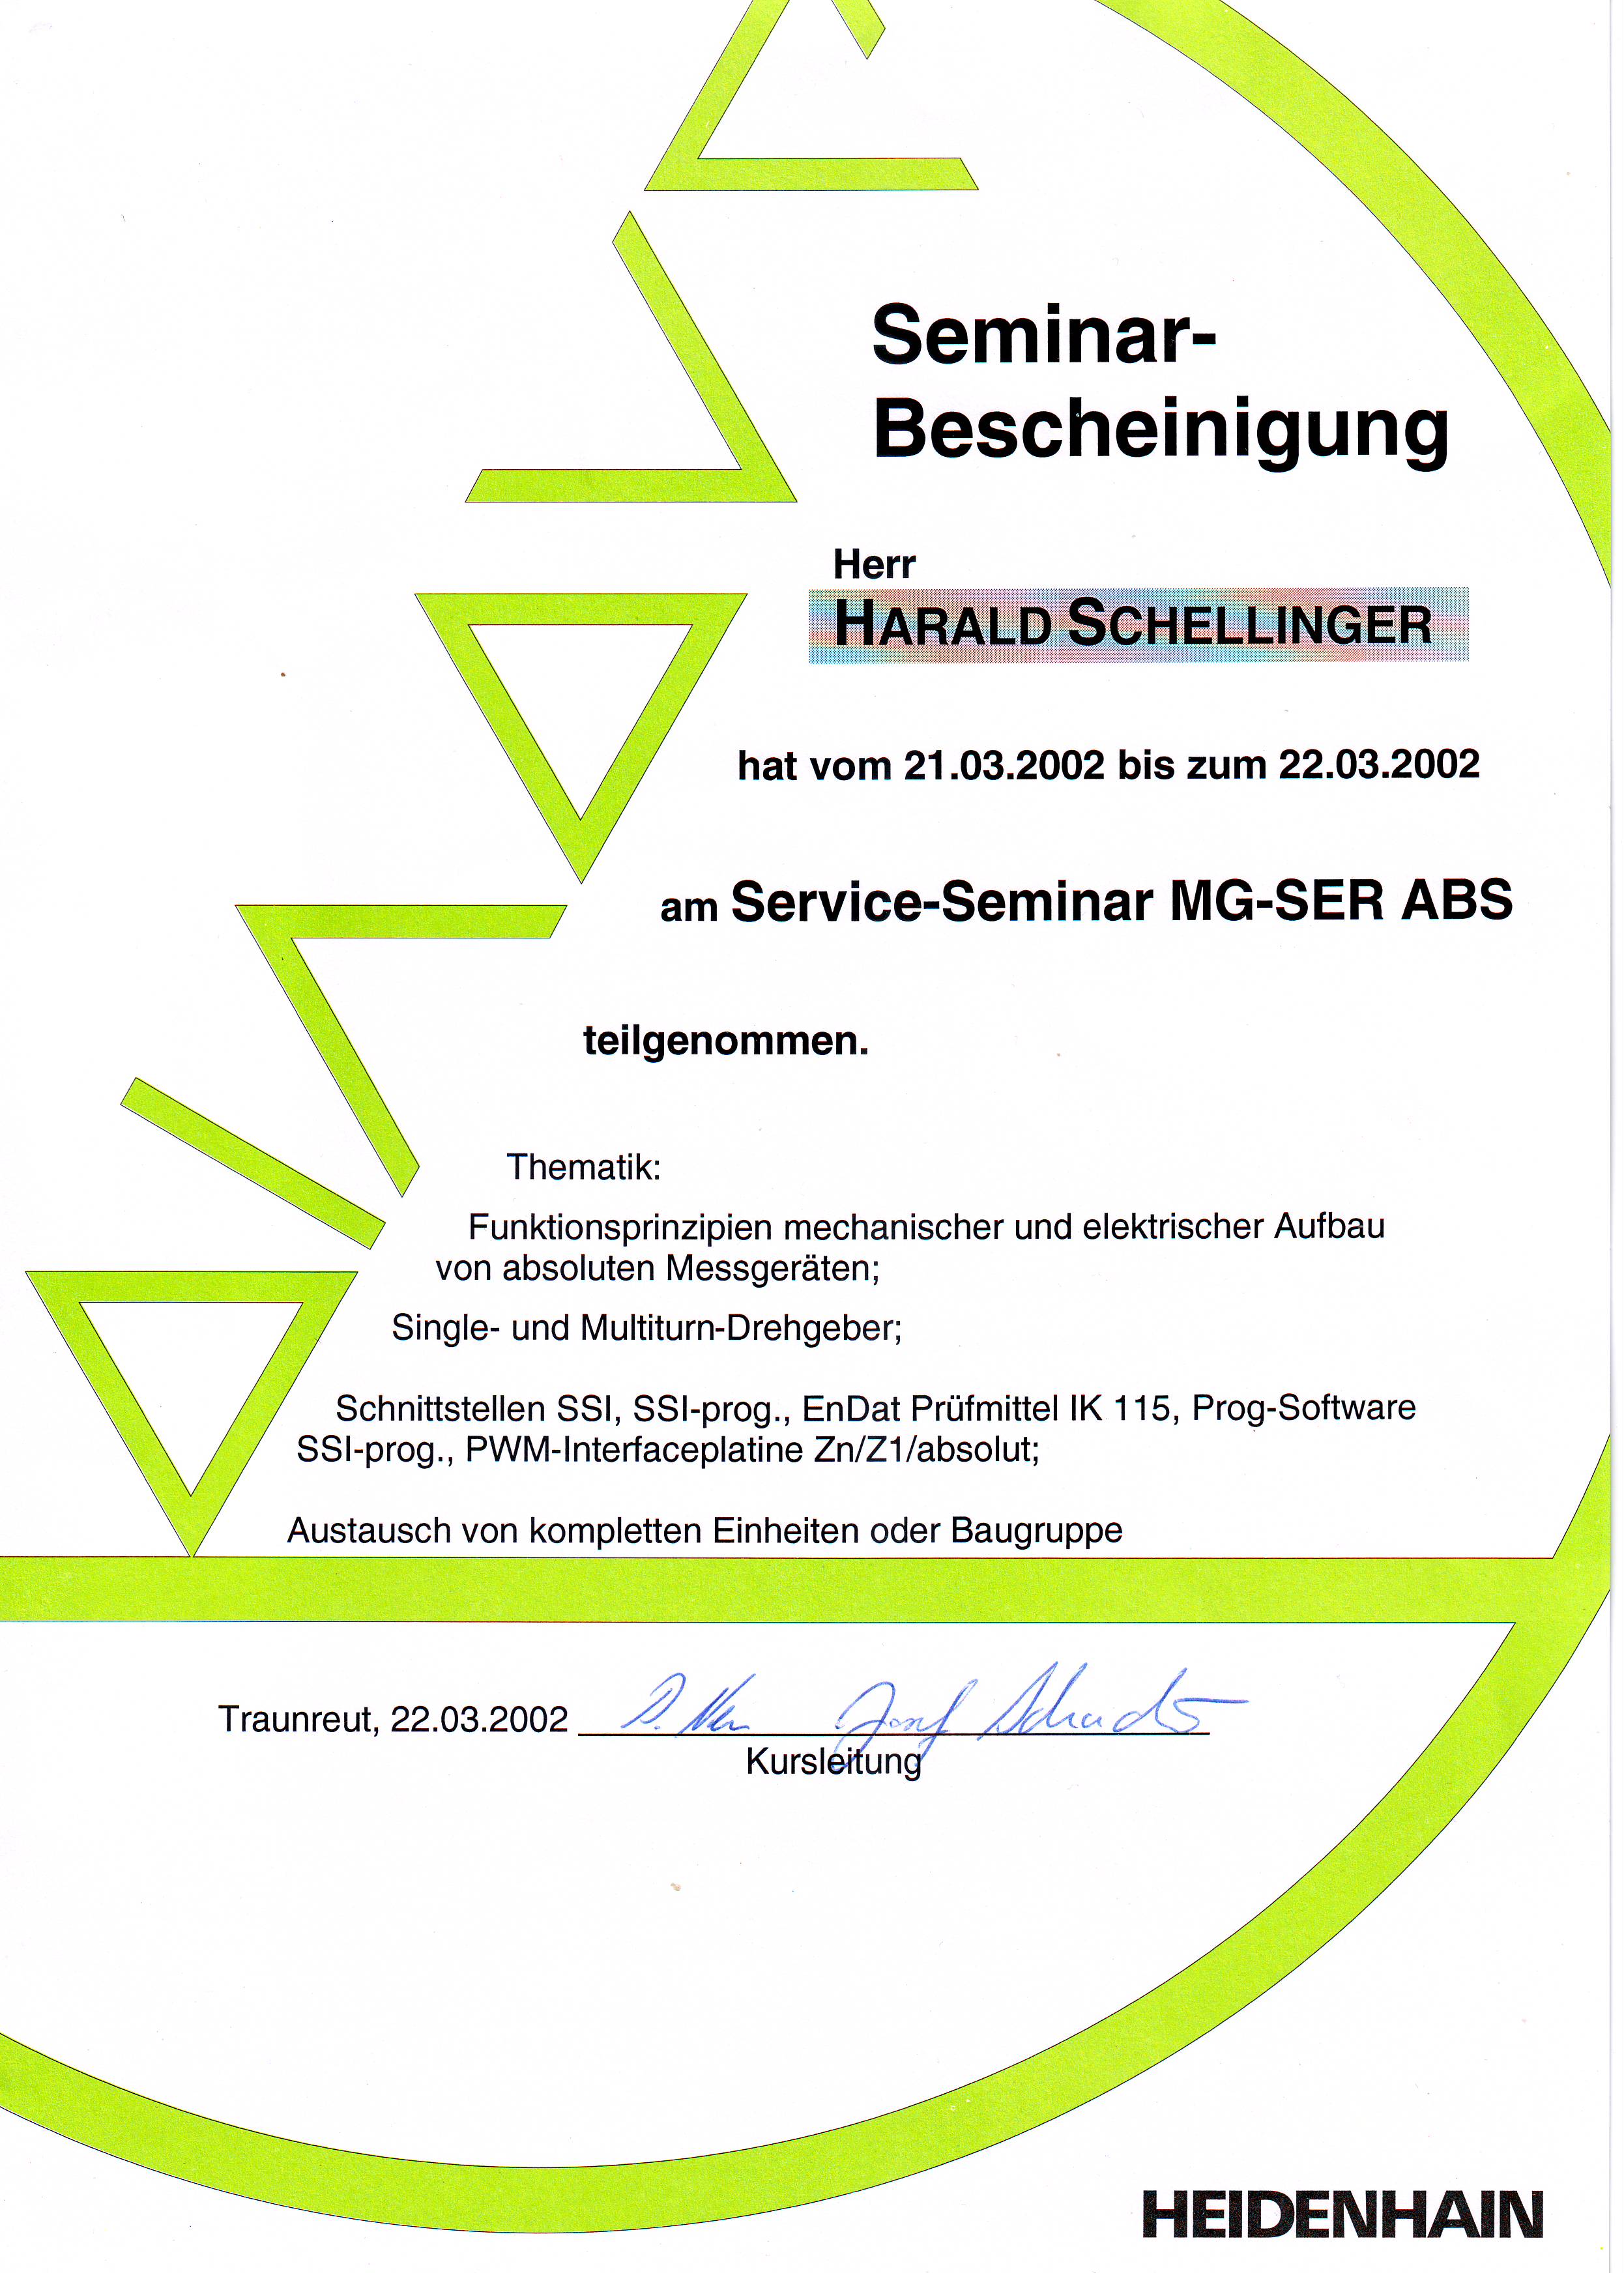 Seminar-
Bescheinigung
Herr
HARALD SCHELLINGER
hat vom 21.03.2002 bis zum 22.03.2002
am Service-Seminar MG-SER ABS
teilgenommen.
Thematik:
Funktionsprinzipien mechanischer und elektrischer Aufbau
von absoluten Messgeräten;
Single- und Multiturn-Drehgeber;
Schnittstellen SSI, SSI-prog., EnDat Prüfmittel IK 115, Prog-Software
SSI-prog., PWM-Interfaceplatine Zn/Z1/absolut;
Austausch von kompletten Einheiten oder Baugruppe
Traunreut, 22.03.2002
Kursleitung
HEIDENHAIN